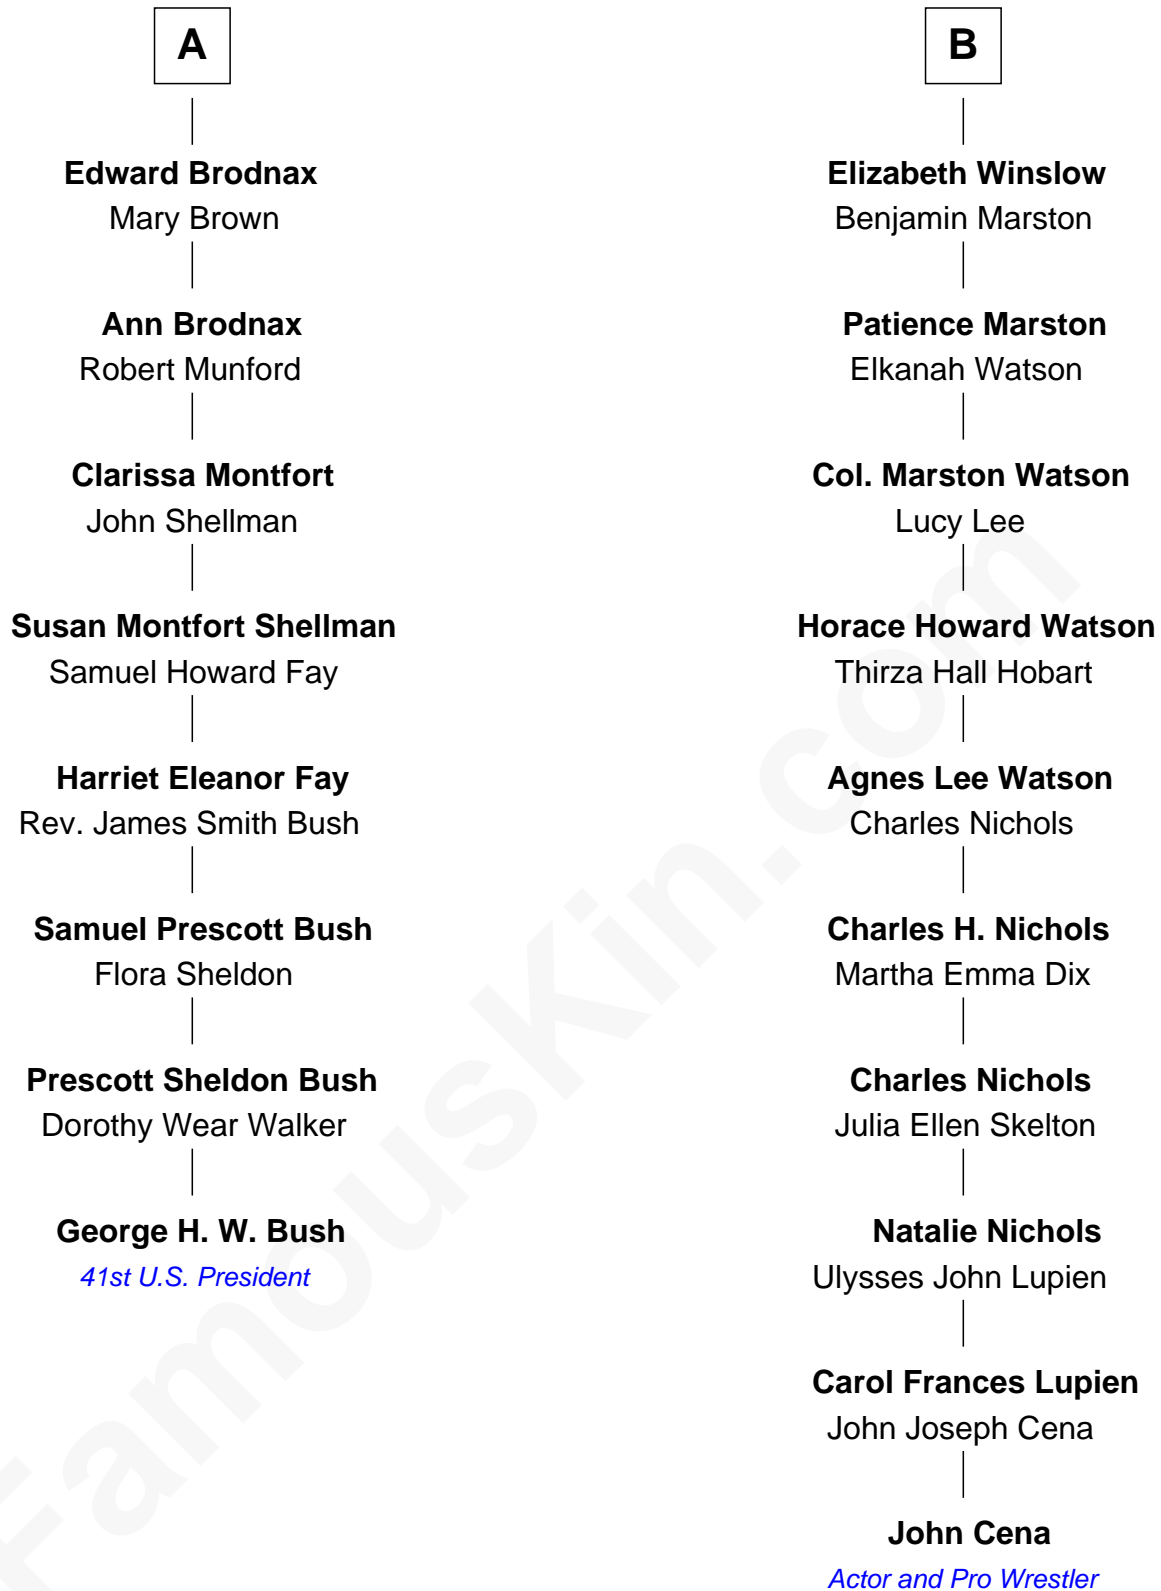 A
Edward Brodnax
Mary Brown
Ann Brodnax
Robert Munford
Clarissa Montfort
John Shellman
Susan Montfort Shellman
Samuel Howard Fay
Harriet Eleanor Fay
Rev. James Smith Bush
Samuel Prescott Bush
Flora Sheldon
Prescott Sheldon Bush
Dorothy Wear Walker
George H. W. Bush
41st U.S. President
B
Elizabeth Winslow
Benjamin Marston
Patience Marston
Elkanah Watson
Col. Marston Watson
Lucy Lee
Horace Howard Watson
Thirza Hall Hobart
Agnes Lee Watson
Charles Nichols
Charles H. Nichols
Martha Emma Dix
Charles Nichols
Julia Ellen Skelton
Natalie Nichols
Ulysses John Lupien
Carol Frances Lupien
John Joseph Cena
John Cena
Actor and Pro Wrestler
FamousKin.com